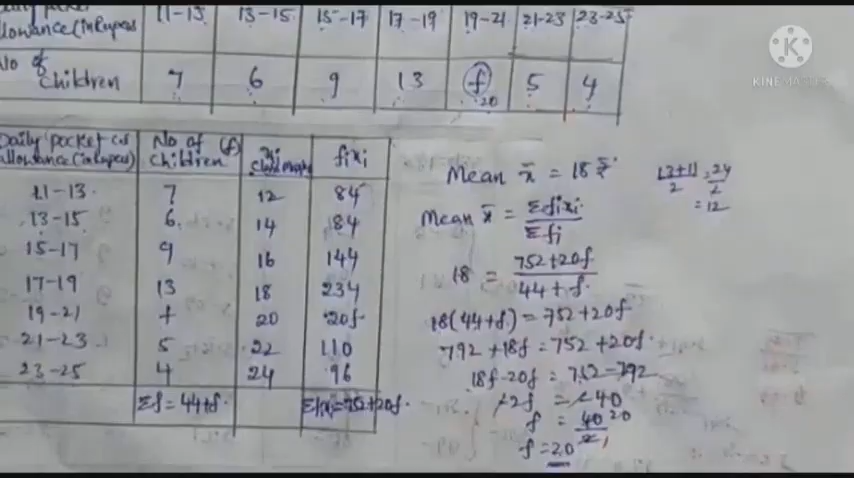 Daily pocket 11-13 13-15 15-17 17-19 19-21 21-23 23-25
allowance (in Rupees
No of
Children 7 6 9 13 f 5 4
20
KINEMASTER
Daily pocket No of (f) xi fixi
allowance (in Rupees) children classmark
11-13 7 12 84
13-15 6 14 84
15-17 9 16 144
17-19 13 18 234
19-21 f 20 20f
21-23 5 22 110
23-25 4 24 96
Σf = 44+f. =752+20f.
Mean x̄ = 18
Mean x̄ = Σfixi / Σfi
18 = 752+20f / 44+f.
18(44+f) = 752+20f
792+18f = 752+20f.
18f-20f = 752-792
-2f = -40
f = 40 20 / 2 1
f = 20
13+11 / 2 = 24 / 2
= 12